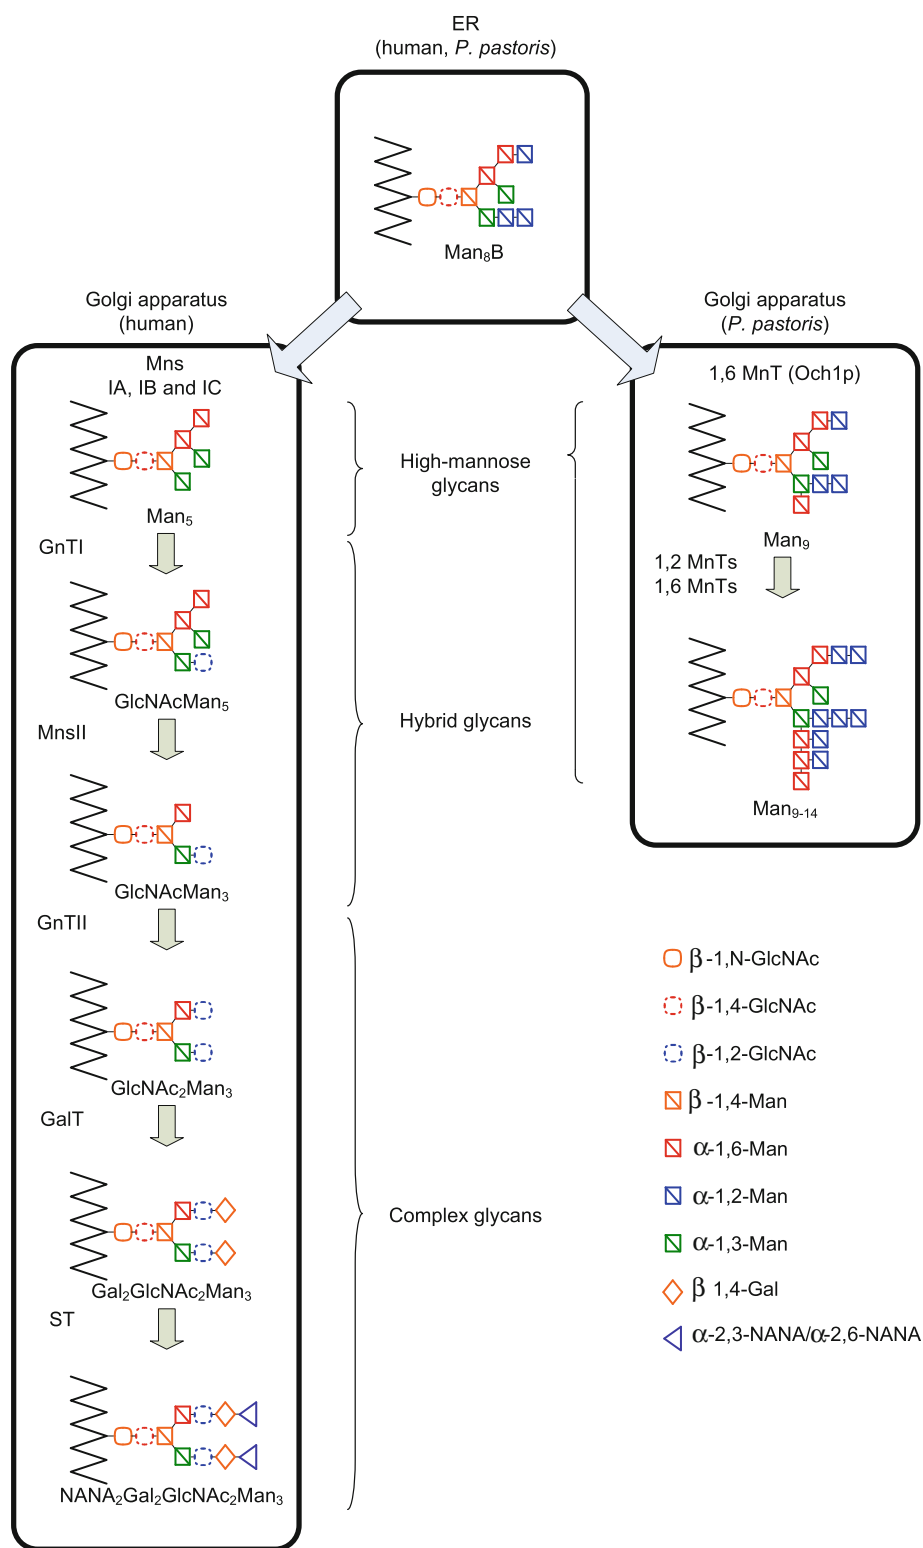 ER
(human, P. pastoris)
Man₈B
Golgi apparatus
(human)
Mns
IA, IB and IC
Man₅
GnTI
GlcNAcMan₅
MnsII
GlcNAcMan₃
GnTII
GlcNAc₂Man₃
GalT
Gal₂GlcNAc₂Man₃
ST
NANA₂Gal₂GlcNAc₂Man₃
High-mannose
glycans
Hybrid glycans
Complex glycans
Golgi apparatus
(P. pastoris)
1,6 MnT (Och1p)
Man₉
1,2 MnTs
1,6 MnTs
Man₉₋₁₄
β-1,N-GlcNAc
β-1,4-GlcNAc
β-1,2-GlcNAc
β-1,4-Man
α-1,6-Man
α-1,2-Man
α-1,3-Man
β 1,4-Gal
α-2,3-NANA/α-2,6-NANA